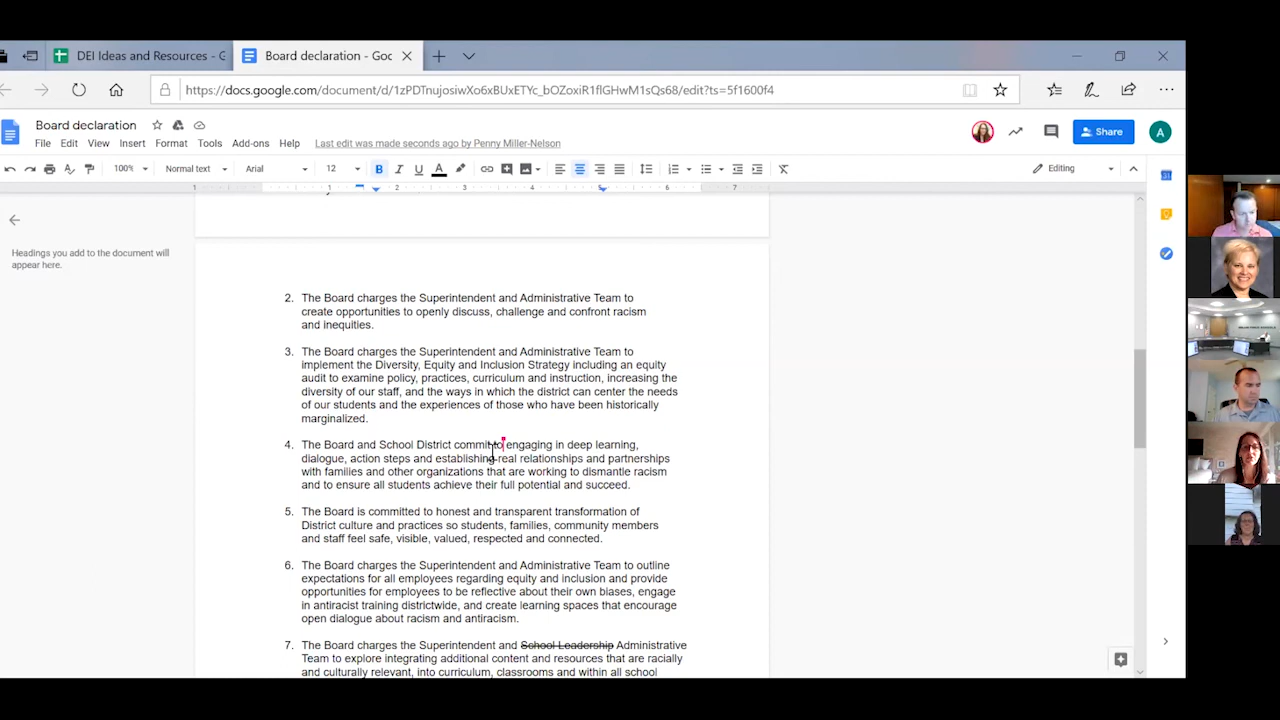 DEI Ideas and Resources - G
Board declaration - Goo
https://docs.google.com/document/d/1zPDTnujosiwXo6xBUxETYc_bOZoxiR1flGHwM1sQs68/edit?ts=5f1600f4
Board declaration
File Edit View Insert Format Tools Add-ons Help Last edit was made seconds ago by Penny Miller-Nelson
Share
A
100% Normal text Arial 12 B I U A Editing
1 1 2 3 4 5 6 7
Headings you add to the document will
appear here.
2. The Board charges the Superintendent and Administrative Team to
create opportunities to openly discuss, challenge and confront racism
and inequities.
3. The Board charges the Superintendent and Administrative Team to
implement the Diversity, Equity and Inclusion Strategy including an equity
audit to examine policy, practices, curriculum and instruction, increasing the
diversity of our staff, and the ways in which the district can center the needs
of our students and the experiences of those who have been historically
marginalized.
4. The Board and School District commit to engaging in deep learning,
dialogue, action steps and establishing real relationships and partnerships
with families and other organizations that are working to dismantle racism
and to ensure all students achieve their full potential and succeed.
5. The Board is committed to honest and transparent transformation of
District culture and practices so students, families, community members
and staff feel safe, visible, valued, respected and connected.
6. The Board charges the Superintendent and Administrative Team to outline
expectations for all employees regarding equity and inclusion and provide
opportunities for employees to be reflective about their own biases, engage
in antiracist training districtwide, and create learning spaces that encourage
open dialogue about racism and antiracism.
7. The Board charges the Superintendent and School Leadership Administrative
Team to explore integrating additional content and resources that are racially
and culturally relevant, into curriculum, classrooms and within all school